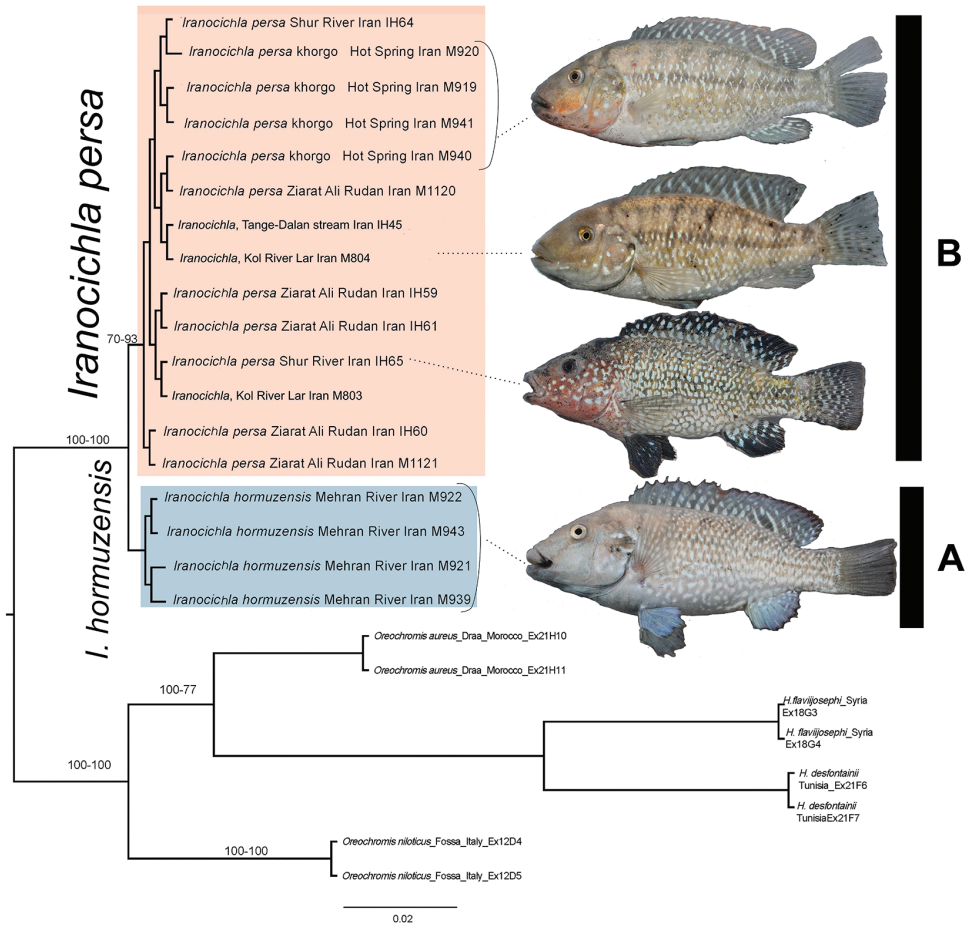 Iranocichla persa Shur River Iran IH64
Iranocichla persa khorgo Hot Spring Iran M920
Iranocichla persa khorgo Hot Spring Iran M919
Iranocichla persa khorgo Hot Spring Iran M941
Iranocichla persa khorgo Hot Spring Iran M940
Iranocichla persa Ziarat Ali Rudan Iran M1120
Iranocichla, Tange-Dalan stream Iran IH45
Iranocichla, Kol River Lar Iran M804
Iranocichla persa Ziarat Ali Rudan Iran IH59
Iranocichla persa Ziarat Ali Rudan Iran IH61
Iranocichla persa Shur River Iran IH65
Iranocichla, Kol River Lar Iran M803
Iranocichla persa Ziarat Ali Rudan Iran IH60
Iranocichla persa Ziarat Ali Rudan Iran M1121
Iranocichla persa
70-93
B
100-100
Iranocichla hormuzensis Mehran River Iran M922
Iranocichla hormuzensis Mehran River Iran M943
Iranocichla hormuzensis Mehran River Iran M921
Iranocichla hormuzensis Mehran River Iran M939
I. hormuzensis
A
Oreochromis aureus_Draa_Morocco_Ex21H10
Oreochromis aureus_Draa_Morocco_Ex21H11
100-77
H.flaviijosephi_Syria
Ex18G3
H. flaviijosephi_Syria
Ex18G4
100-100
H. desfontainii
Tunisia_Ex21F6
H. desfontainii
TunisiaEx21F7
Oreochromis niloticus_Fossa_Italy_Ex12D4
100-100
Oreochromis niloticus_Fossa_Italy_Ex12D5
0.02